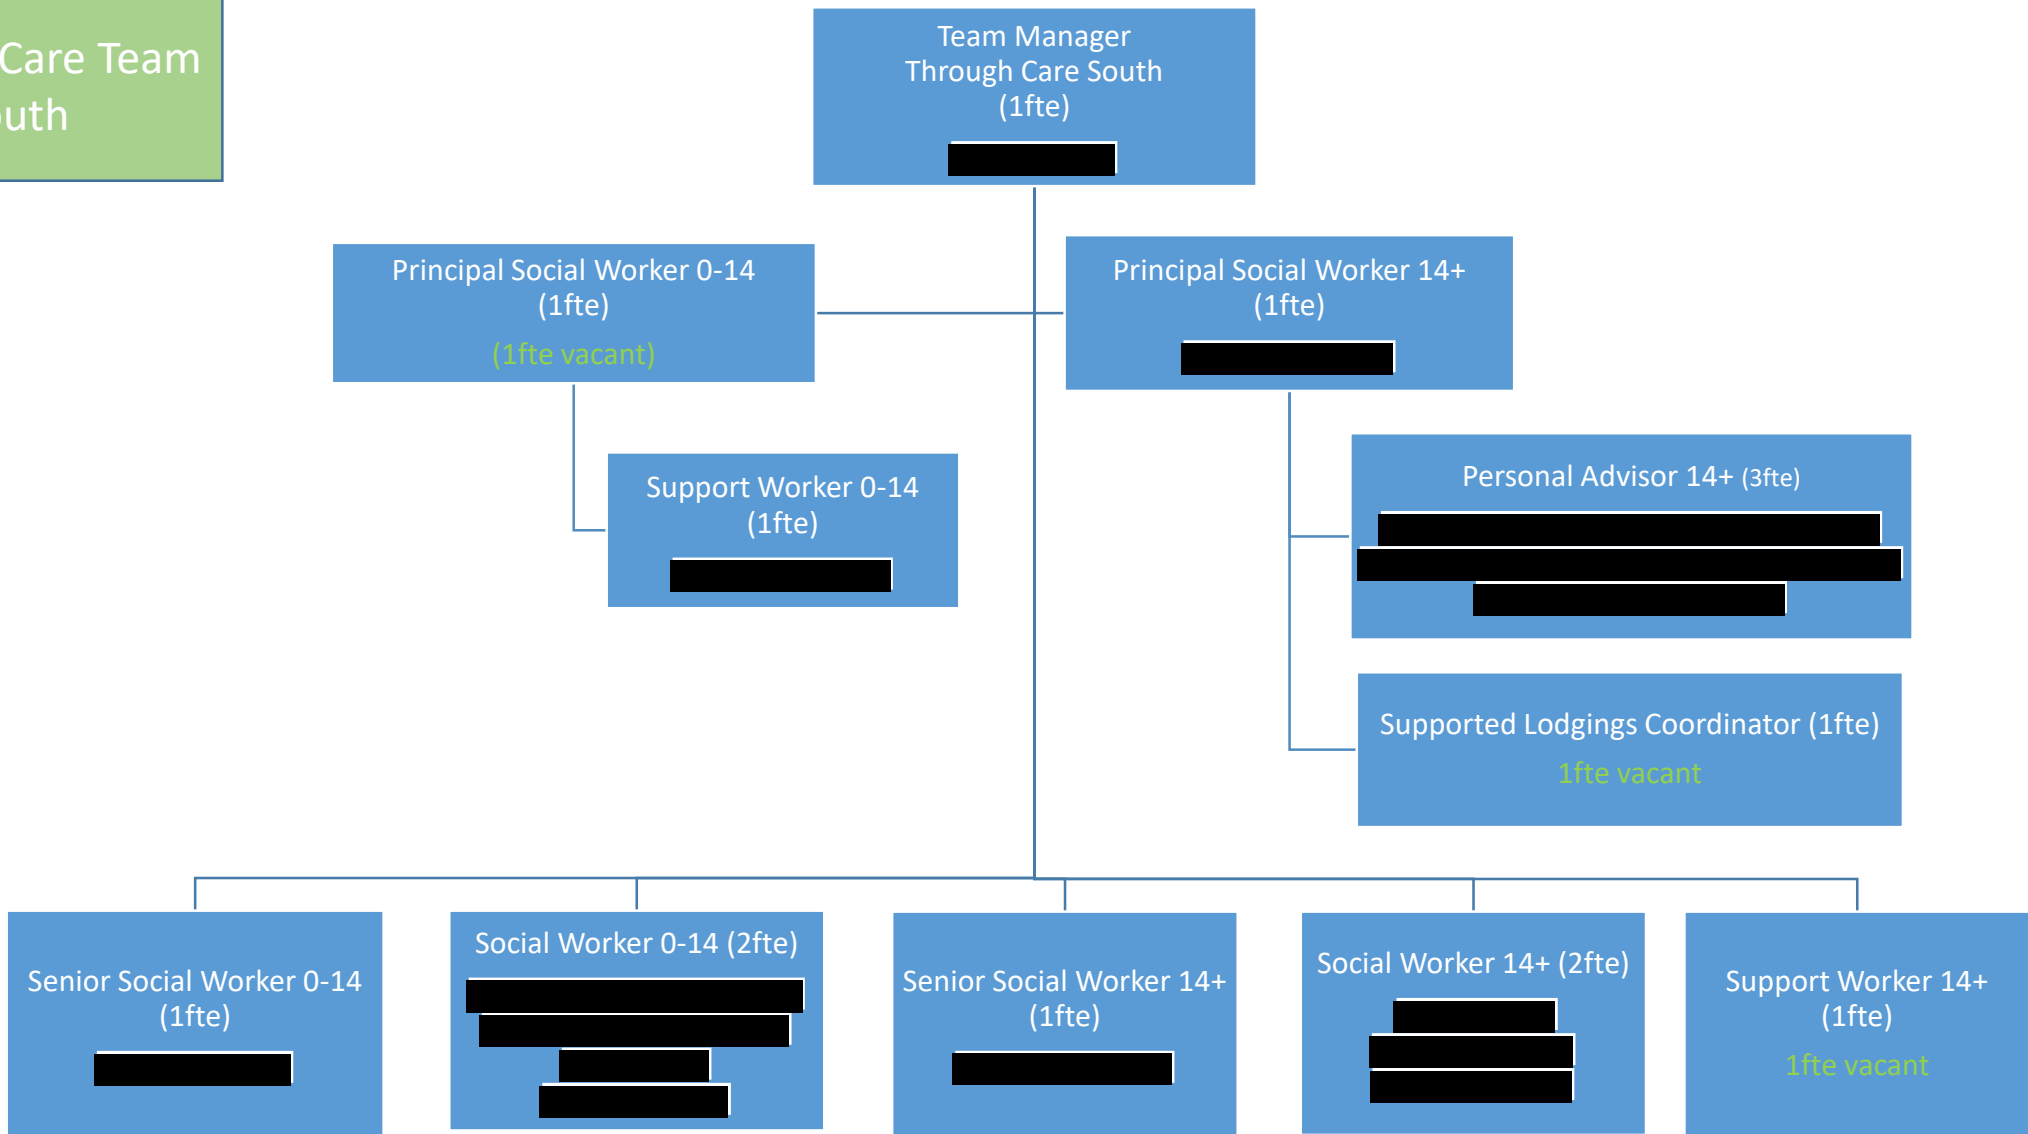 Care Team
Team Manager
Through Care South
(1fte)
Principal Social Worker 0-14
(1fte)
(1fte vacant)
Principal Social Worker 14+
(1fte)
Support Worker 0-14
(1fte)
Personal Advisor 14+ (3fte)
Supported Lodgings Coordinator (1fte)
1fte vacant
Senior Social Worker 0-14
(1fte)
Social Worker 0-14 (2fte)
Senior Social Worker 14+
(1fte)
Social Worker 14+ (2fte)
Support Worker 14+
(1fte)
1fte vacant